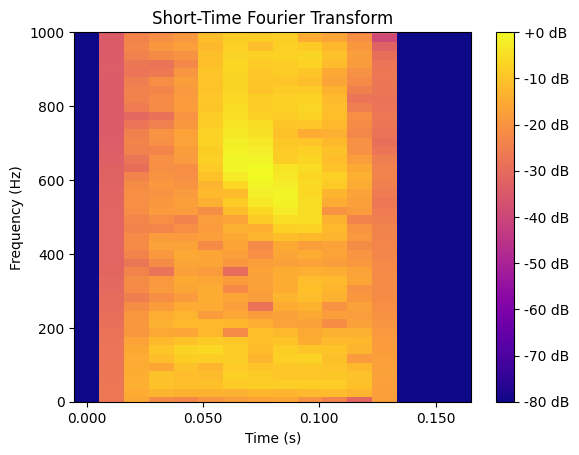 Short-Time Fourier Transform
1000
800
600
400
200
0
Frequency (Hz)
0.000
0.050
0.100
0.150
Time (s)
+0 dB
-10 dB
-20 dB
-30 dB
-40 dB
-50 dB
-60 dB
-70 dB
-80 dB